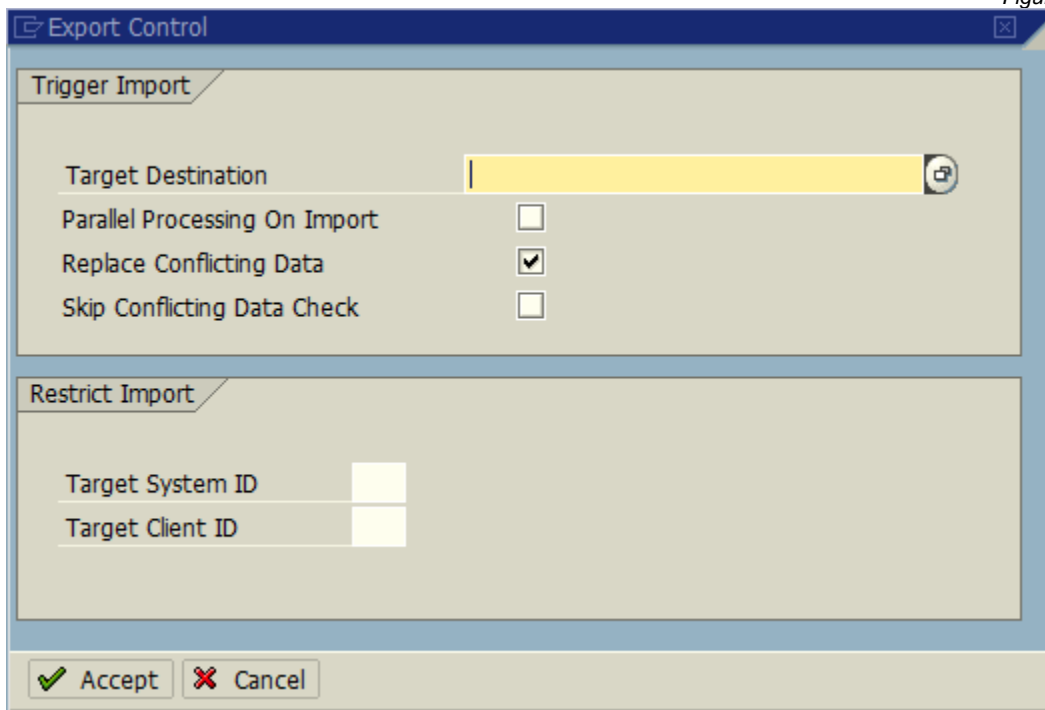 Export Control
Trigger Import
Target Destination
Parallel Processing On Import
Replace Conflicting Data
Skip Conflicting Data Check
Restrict Import
Target System ID
Target Client ID
Accept Cancel